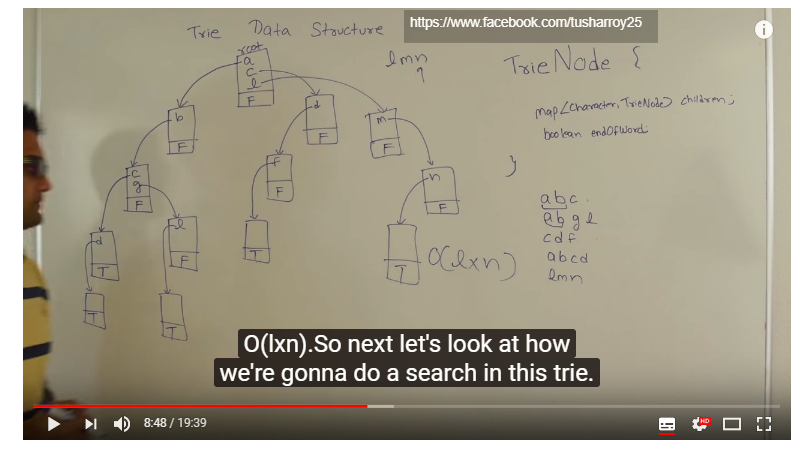 Trie Data Structure
https://www.facebook.com/tusharroy25
root
a
c
l
F
lmn
q
TrieNode {
map<Character, TrieNode> children;
boolean endOfWord;
}
b
F
d
F
m
F
c
g
F
f
F
n
F
d
T
l
F
T
T
O(lxn)
T
T
abc
abgl
cdf
abcd
lmn
O(lxn).So next let's look at how
we're gonna do a search in this trie.
8:48 / 19:39
HD